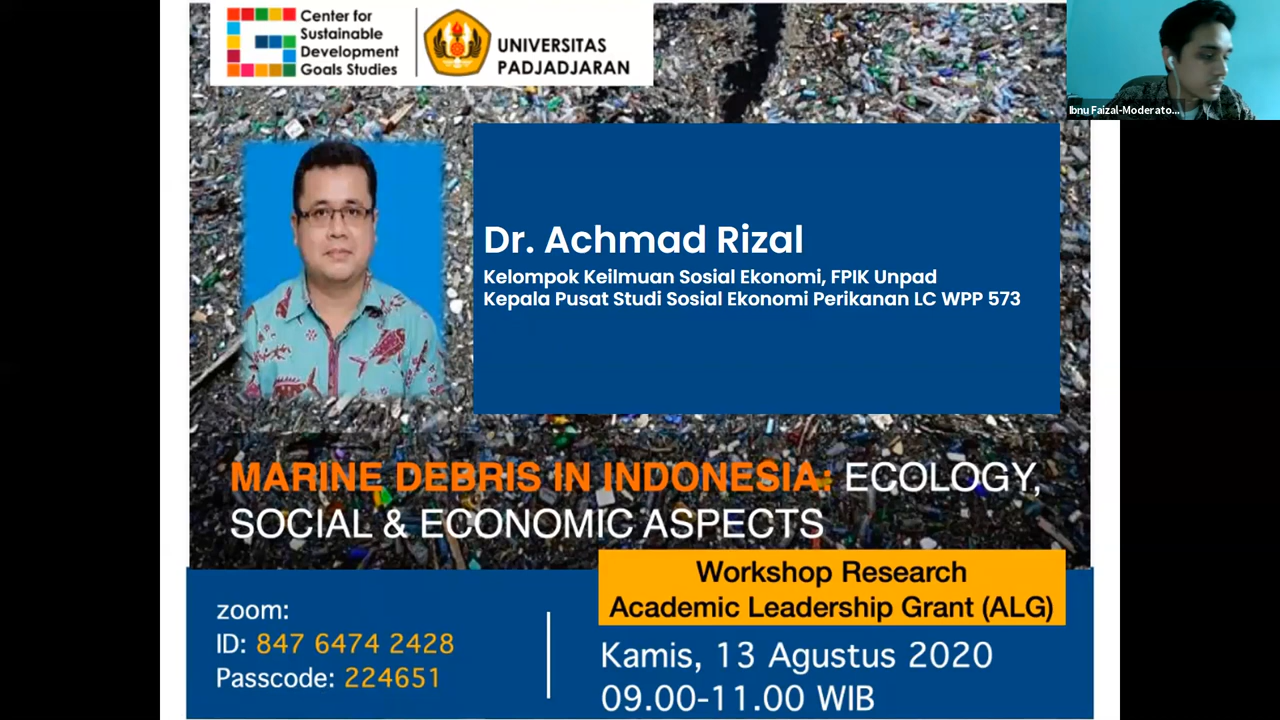 Center for
Sustainable
Development
Goals Studies
UNIVERSITAS
PADJADJARAN
Ibnu Faizal-Moderato...
Dr. Achmad Rizal
Kelompok Keilmuan Sosial Ekonomi, FPIK Unpad
Kepala Pusat Studi Sosial Ekonomi Perikanan LC WPP 573
MARINE DEBRIS IN INDONESIA: ECOLOGY,
SOCIAL & ECONOMIC ASPECTS
Workshop Research
Academic Leadership Grant (ALG)
zoom:
ID: 847 6474 2428
Passcode: 224651
Kamis, 13 Agustus 2020
09.00-11.00 WIB